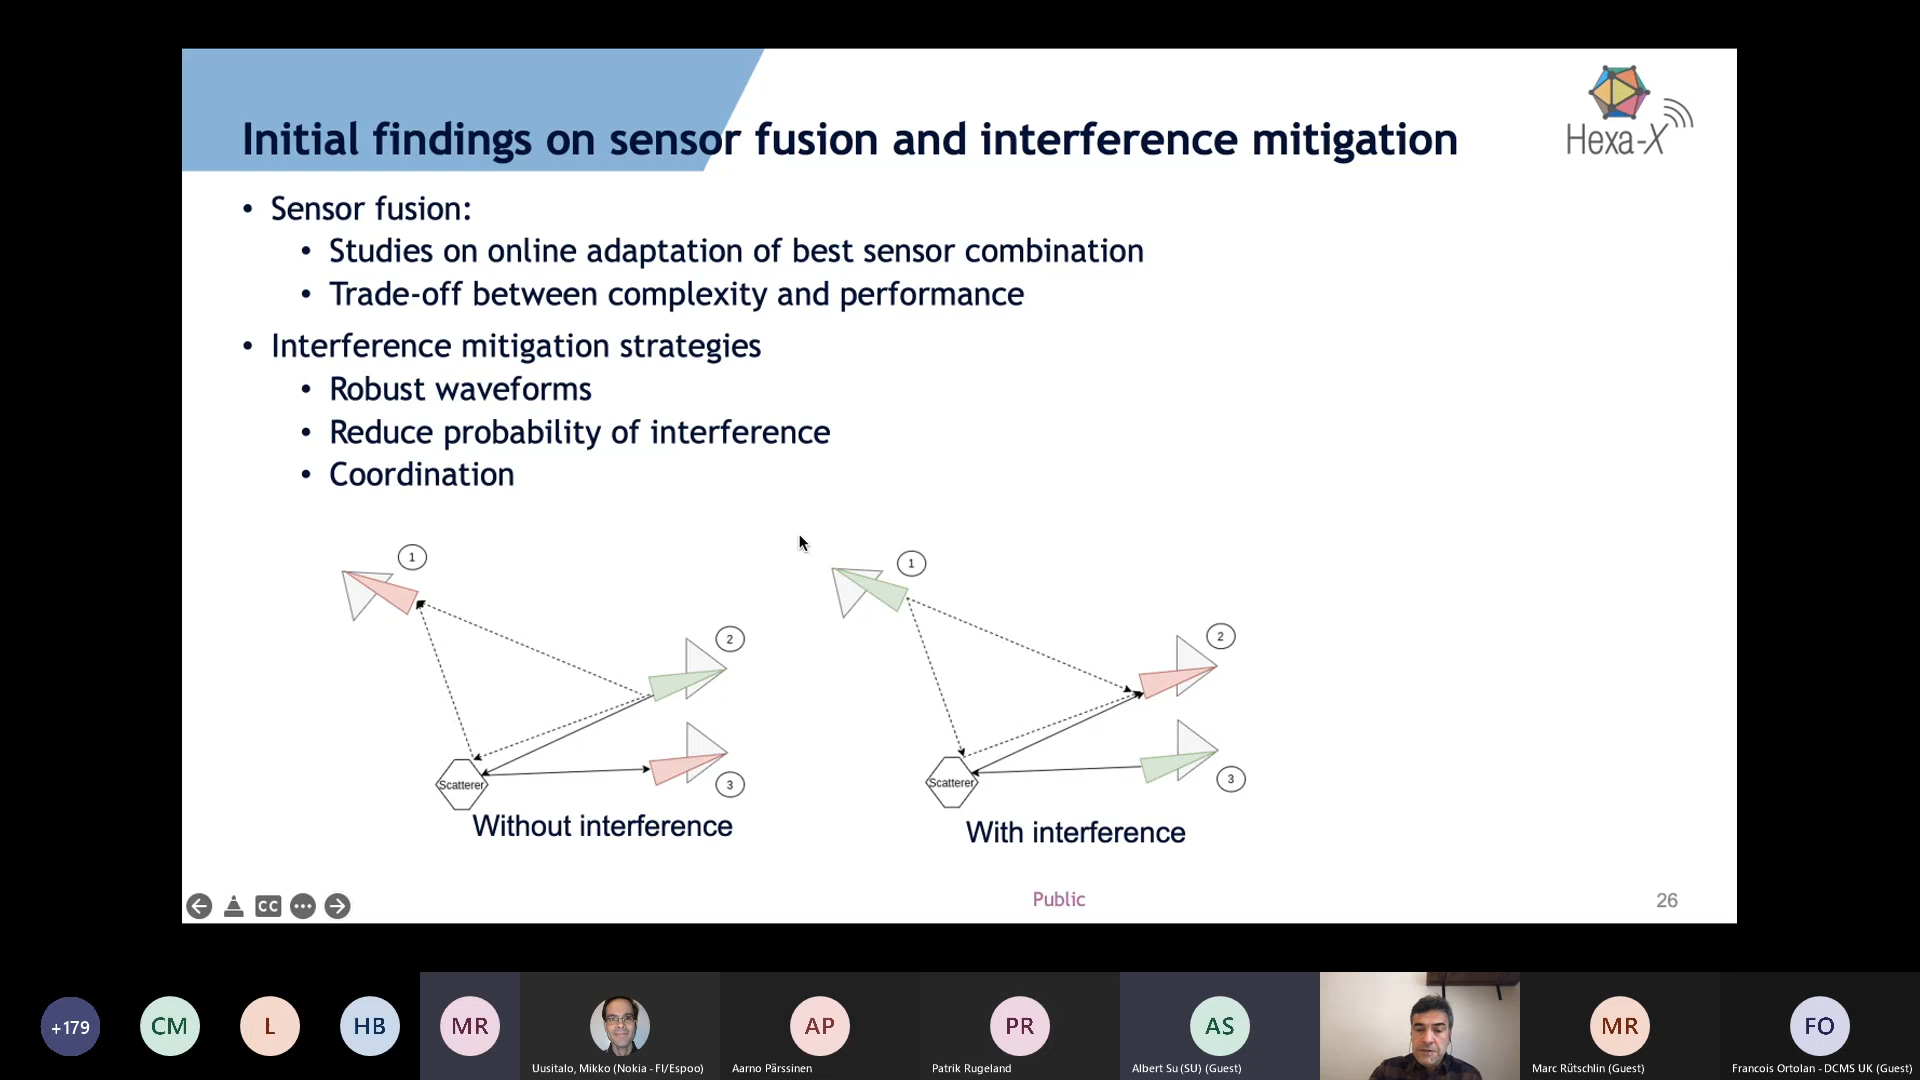 Initial findings on sensor fusion and interference mitigation
Hexa-X
• Sensor fusion:
• Studies on online adaptation of best sensor combination
• Trade-off between complexity and performance
• Interference mitigation strategies
• Robust waveforms
• Reduce probability of interference
• Coordination
1
2
3
Scatterer
Without interference
1
2
3
Scatterer
With interference
CC
Public
26
+179
CM
L
HB
MR
AP
PR
AS
MR
FO
Uusitalo, Mikko (Nokia - FI/Espoo)
Aarno Pärssinen
Patrik Rugeland
Albert Su (SU) (Guest)
Marc Rütschlin (Guest)
Francois Ortolan - DCMS UK (Guest)